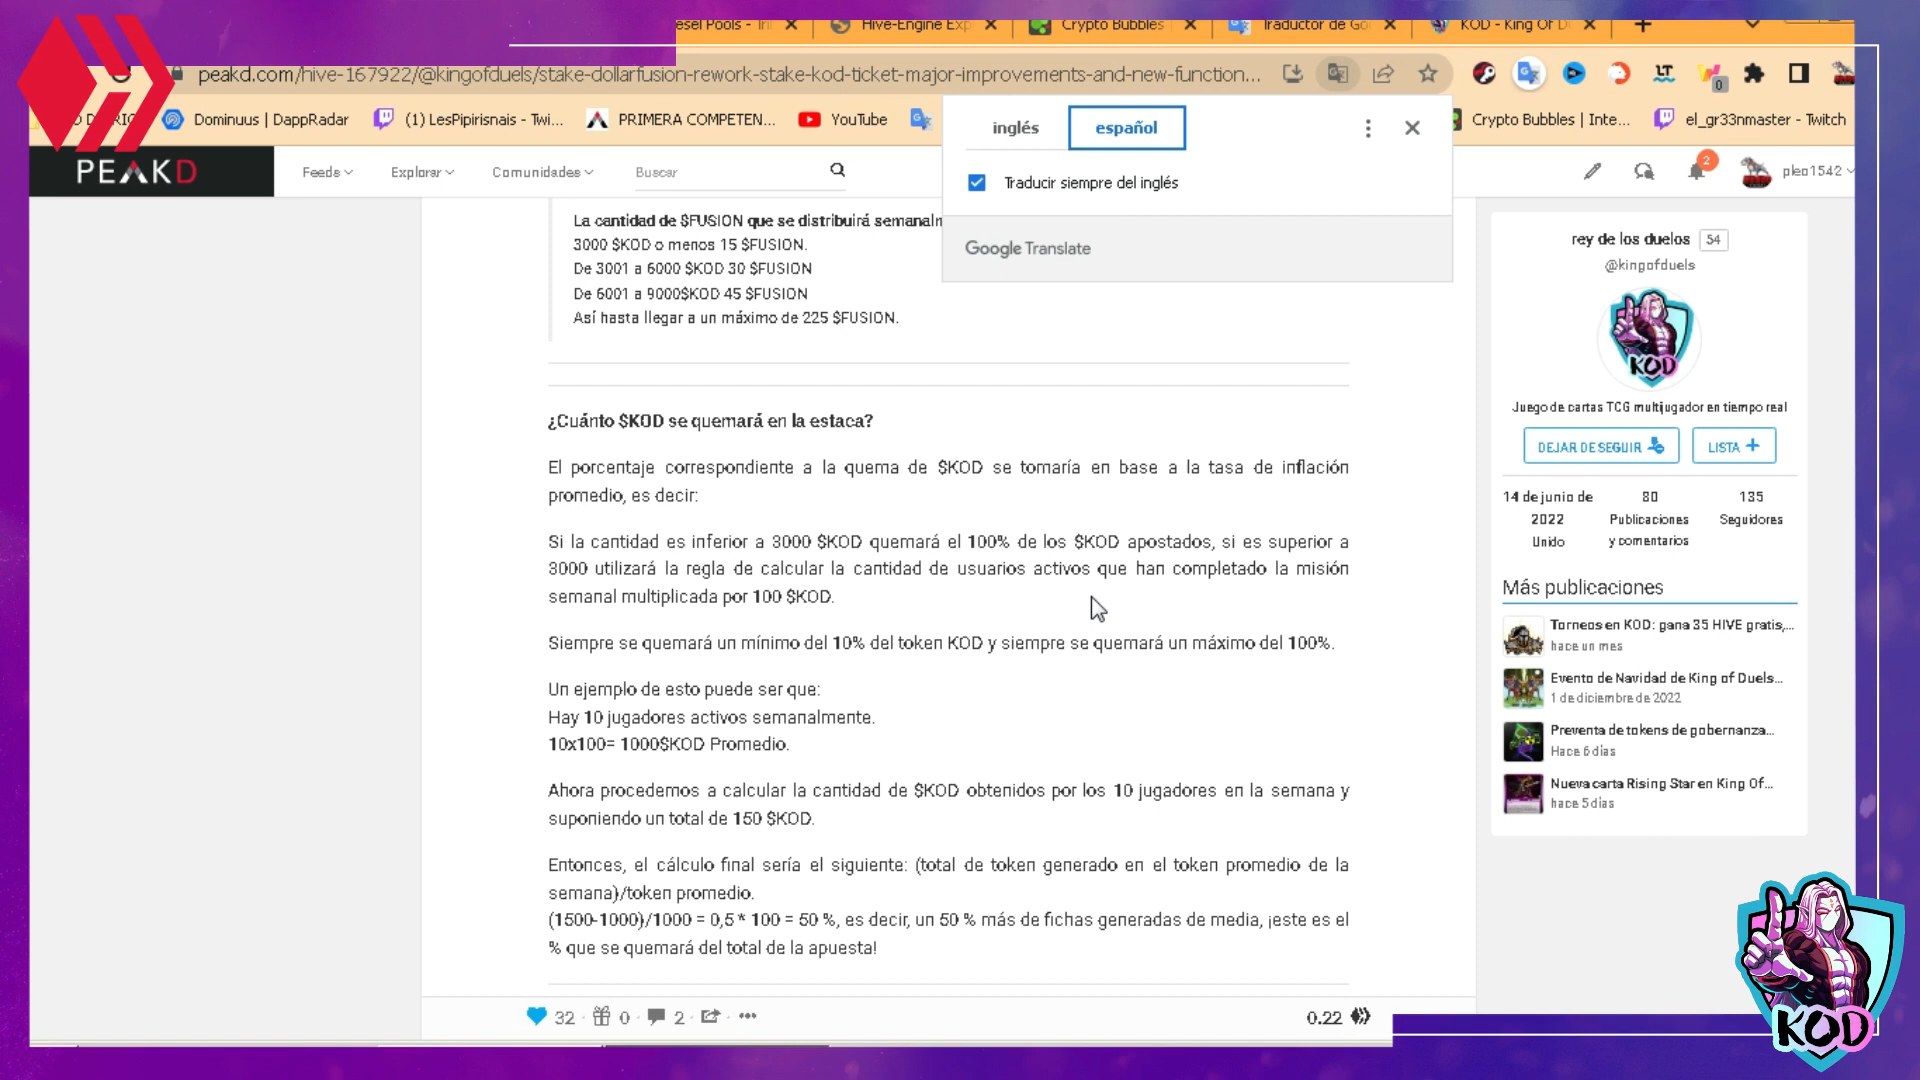 Hive-Engine Exp
Crypto Bubbles
Traductor de Go
KOD - King Of D
peakd.com/hive-167922/@kingofduels/stake-dollarfusion-rework-stake-kod-ticket-major-improvements-and-new-function...
0
Dominuus | DappRadar
(1) LesPipirisnais - Twi...
PRIMERA COMPETEN...
YouTube
Crypto Bubbles | Inte...
el_gr33nmaster - Twitch
inglés
español
Traducir siempre del inglés
Google Translate
PEAKD
Feeds
Explorar
Comunidades
Buscar
2
pleo1542
La cantidad de $FUSION que se distribuirá
3000 $KOD o menos 15 $FUSION.
De 3001 a 6000 $KOD 30 $FUSION
De 6001 a 9000$KOD 45 $FUSION
Así hasta llegar a un máximo de 225 $FUSION.
¿Cuánto $KOD se quemará en la estaca?
El porcentaje correspondiente a la quema de $KOD se tomaría en base a la tasa de inflación
promedio, es decir:
Si la cantidad es inferior a 3000 $KOD quemará el 100% de los $KOD apostados, si es superior a
3000 utilizará la regla de calcular la cantidad de usuarios activos que han completado la misión
semanal multiplicada por 100 $KOD.
Siempre se quemará un mínimo del 10% del token KOD y siempre se quemará un máximo del 100%.
Un ejemplo de esto puede ser que:
Hay 10 jugadores activos semanalmente.
10x100= 1000$KOD Promedio.
Ahora procedemos a calcular la cantidad de $KOD obtenidos por los 10 jugadores en la semana y
suponiendo un total de 150 $KOD.
Entonces, el cálculo final sería el siguiente: (total de token generado en el token promedio de la
semana)/token promedio.
(1500-1000)/1000 = 0,5 * 100 = 50 %, es decir, un 50 % más de fichas generadas de media, ¡este es el
% que se quemará del total de la apuesta!
32
0
2
0.22
rey de los duelos 54
@kingofduels
KOD
Juego de cartas TCG multijugador en tiempo real
DEJAR DE SEGUIR
LISTA
14 de junio de 2022
Unido
80
Publicaciones y comentarios
135
Seguidores
Más publicaciones
Torneos en KOD: gana 35 HIVE gratis,...
hace un mes
Evento de Navidad de King of Duels...
1 de diciembre de 2022
Preventa de tokens de gobernanza...
Hace 6 días
Nueva carta Rising Star en King Of...
hace 5 días
KOD